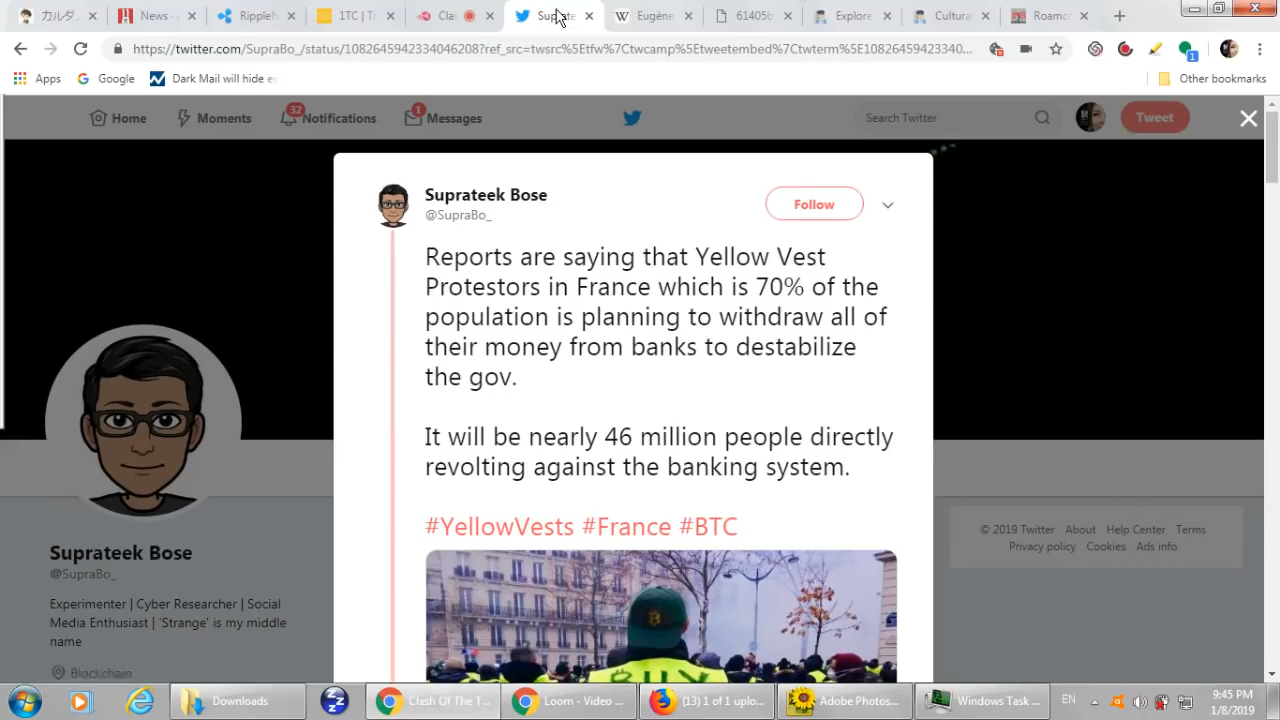 カルダ
News -
RippleN
1TC | T
Clas
Suprate
Eugène
61405b
Explore
Cultura
Roamc
https://twitter.com/SupraBo_/status/1082645942334046208?ref_src=twsrc%5Etfw%7Ctwcamp%5Etweetembed%7Ctwterm%5E10826459423340...
Apps
Google
Dark Mail will hide e
Other bookmarks
Home
Moments
32
Notifications
1
Messages
Search Twitter
Tweet
Suprateek Bose
@SupraBo_
Follow
Reports are saying that Yellow Vest
Protestors in France which is 70% of the
population is planning to withdraw all of
their money from banks to destabilize
the gov.
It will be nearly 46 million people directly
revolting against the banking system.
#YellowVests #France #BTC
BUY
Suprateek Bose
@SupraBo_
Experimenter | Cyber Researcher | Social
Media Enthusiast | 'Strange' is my middle
name
Blockchain
© 2019 Twitter About Help Center Terms
Privacy policy Cookies Ads info
Downloads
Clash Of The T...
Loom - Video ...
(13) 1 of 1 uplo...
Adobe Photos...
Windows Task ...
EN
9:45 PM
1/8/2019